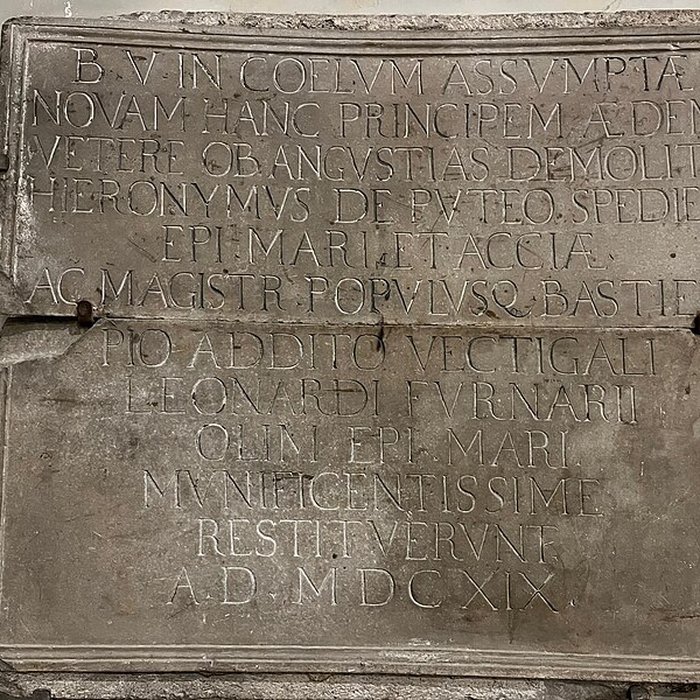 B. V. IN COELVM ASSVMPTÆ
NOVAM HANC PRINCIPEM ÆDEM
VETERE OB ANGVSTIAS DEMOLIT
HIERONYMVS DE PVTEO SPEDIE
EPI. MARI. ET ACCIÆ
AC MAGISTR. POPVLVSQ. BASTIE
PIO ADDITO VECTIGALI
LEONARDI FVRNARII
OLIM EPI. MARI.
MVNIFICENTISSIME
RESTITVERVNT
A. D. MDCXIX.